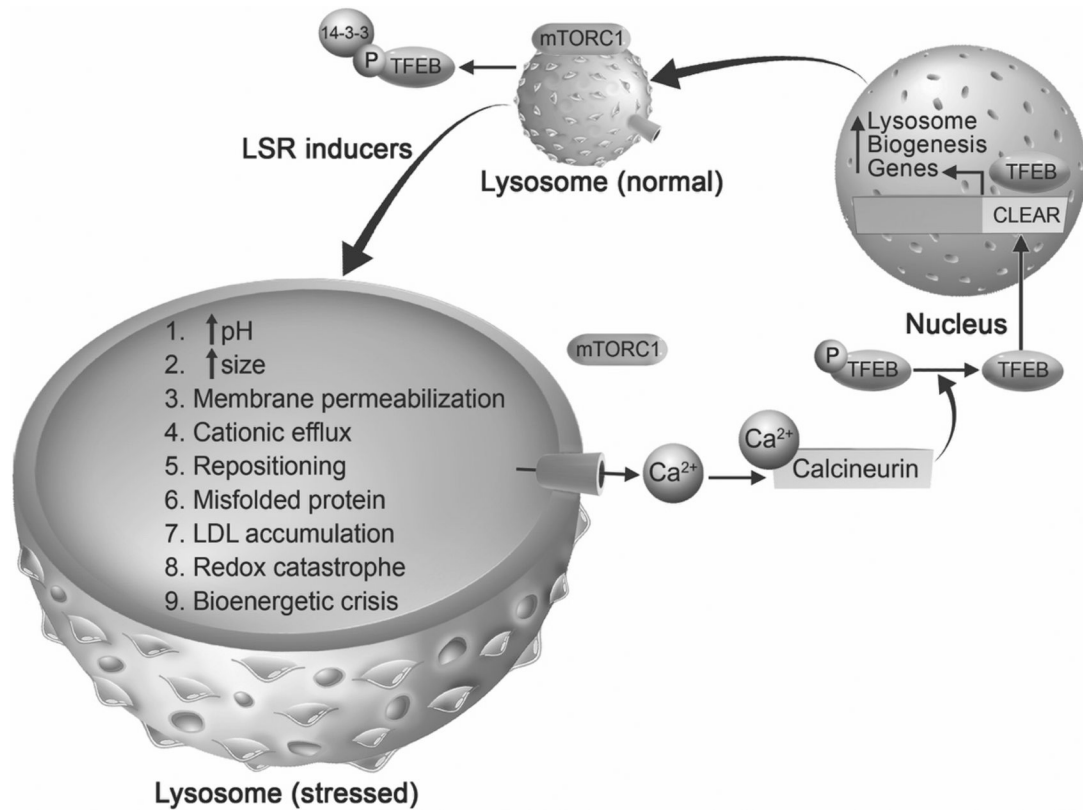 14-3-3
P
TFEB
mTORC1
LSR inducers
Lysosome (normal)
Lysosome
Biogenesis
Genes
TFEB
CLEAR
Nucleus
1. ↑pH
2. ↑size
3. Membrane permeabilization
4. Cationic efflux
5. Repositioning
6. Misfolded protein
7. LDL accumulation
8. Redox catastrophe
9. Bioenergetic crisis
mTORC1
P
TFEB
TFEB
Ca²⁺
Ca²⁺
Calcineurin
Lysosome (stressed)